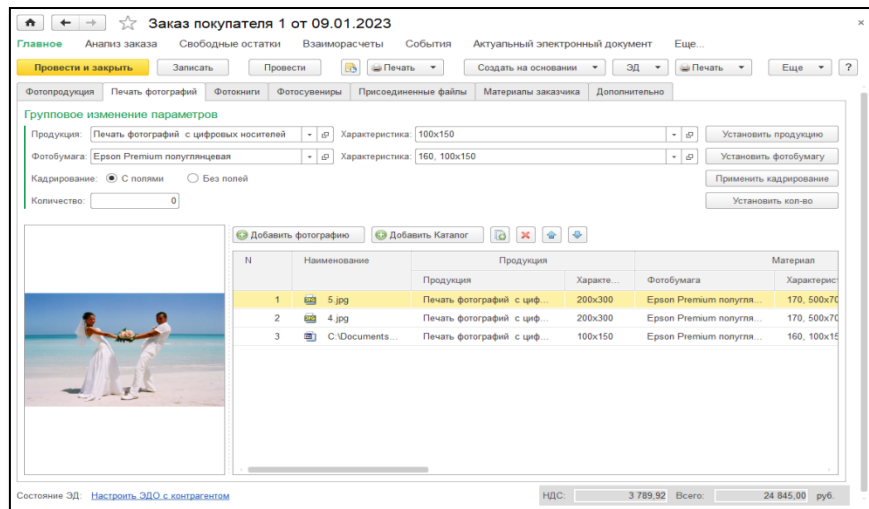 Заказ покупателя 1 от 09.01.2023
Главное Анализ заказа Свободные остатки Взаиморасчеты События Актуальный электронный документ Еще...
Провести и закрыть Записать Провести Печать Создать на основании ЭД Печать Еще ?
Фотопродукция Печать фотографий Фотокниги Фотосувениры Присоединенные файлы Материалы заказчика Дополнительно
Групповое изменение параметров
Продукция: Печать фотографий с цифровых носителей Характеристика: 100x150 Установить продукцию
Фотобумага: Epson Premium полуглянцевая Характеристика: 160, 100x150 Установить фотобумагу
Кадрирование: С полями Без полей Применить кадрирование
Количество: 0 Установить кол-во
Добавить фотографию Добавить Каталог
N Наименование Продукция Материал
Продукция Характе... Фотобумага Характерист
1 5.jpg Печать фотографий с циф... 200x300 Epson Premium полугля... 170, 500x70
2 4.jpg Печать фотографий с циф... 200x300 Epson Premium полугля... 170, 500x70
3 C:\Documents... Печать фотографий с циф... 100x150 Epson Premium полугля... 160, 100x15
Состояние ЭД: Настроить ЭДО с контрагентом НДС: 3 789,92 Всего: 24 845,00 руб.